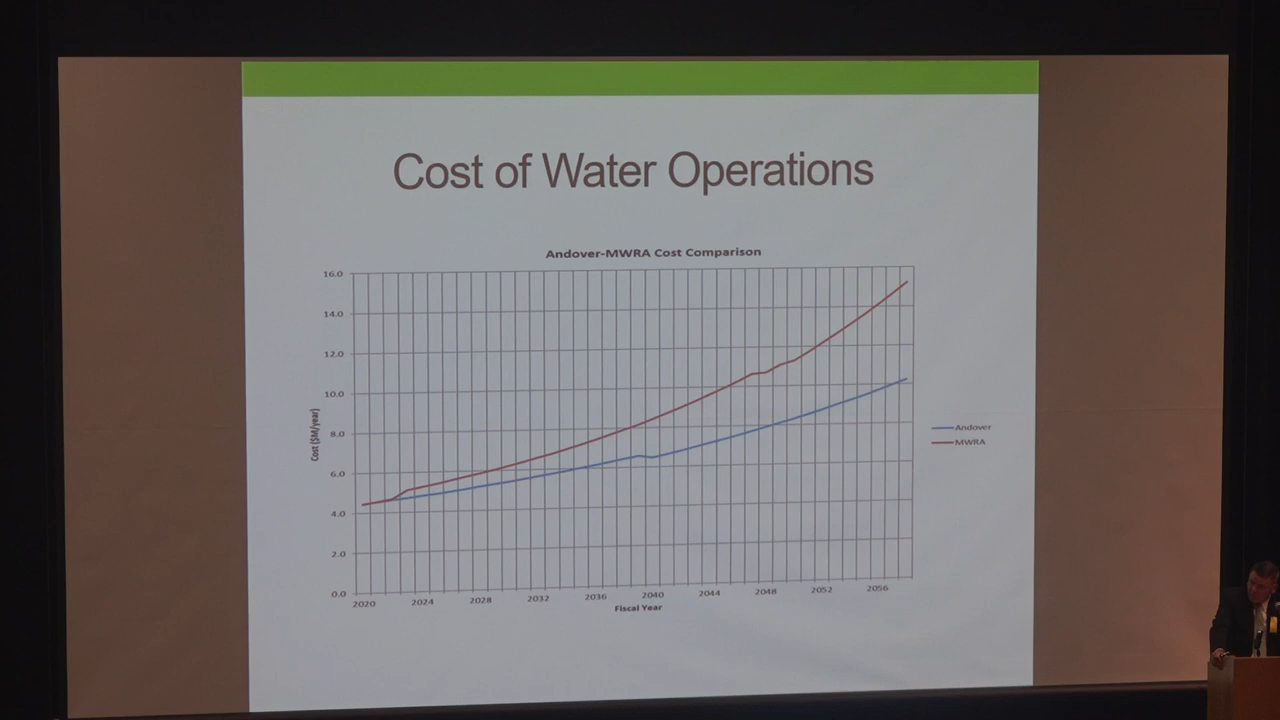 Cost of Water Operations
Andover-MWRA Cost Comparison
16.0
14.0
12.0
10.0
8.0
6.0
4.0
2.0
0.0
Cost ($M/year)
2020 2024 2028 2032 2036 2040 2044 2048 2052 2056
Fiscal Year
Andover
MWRA